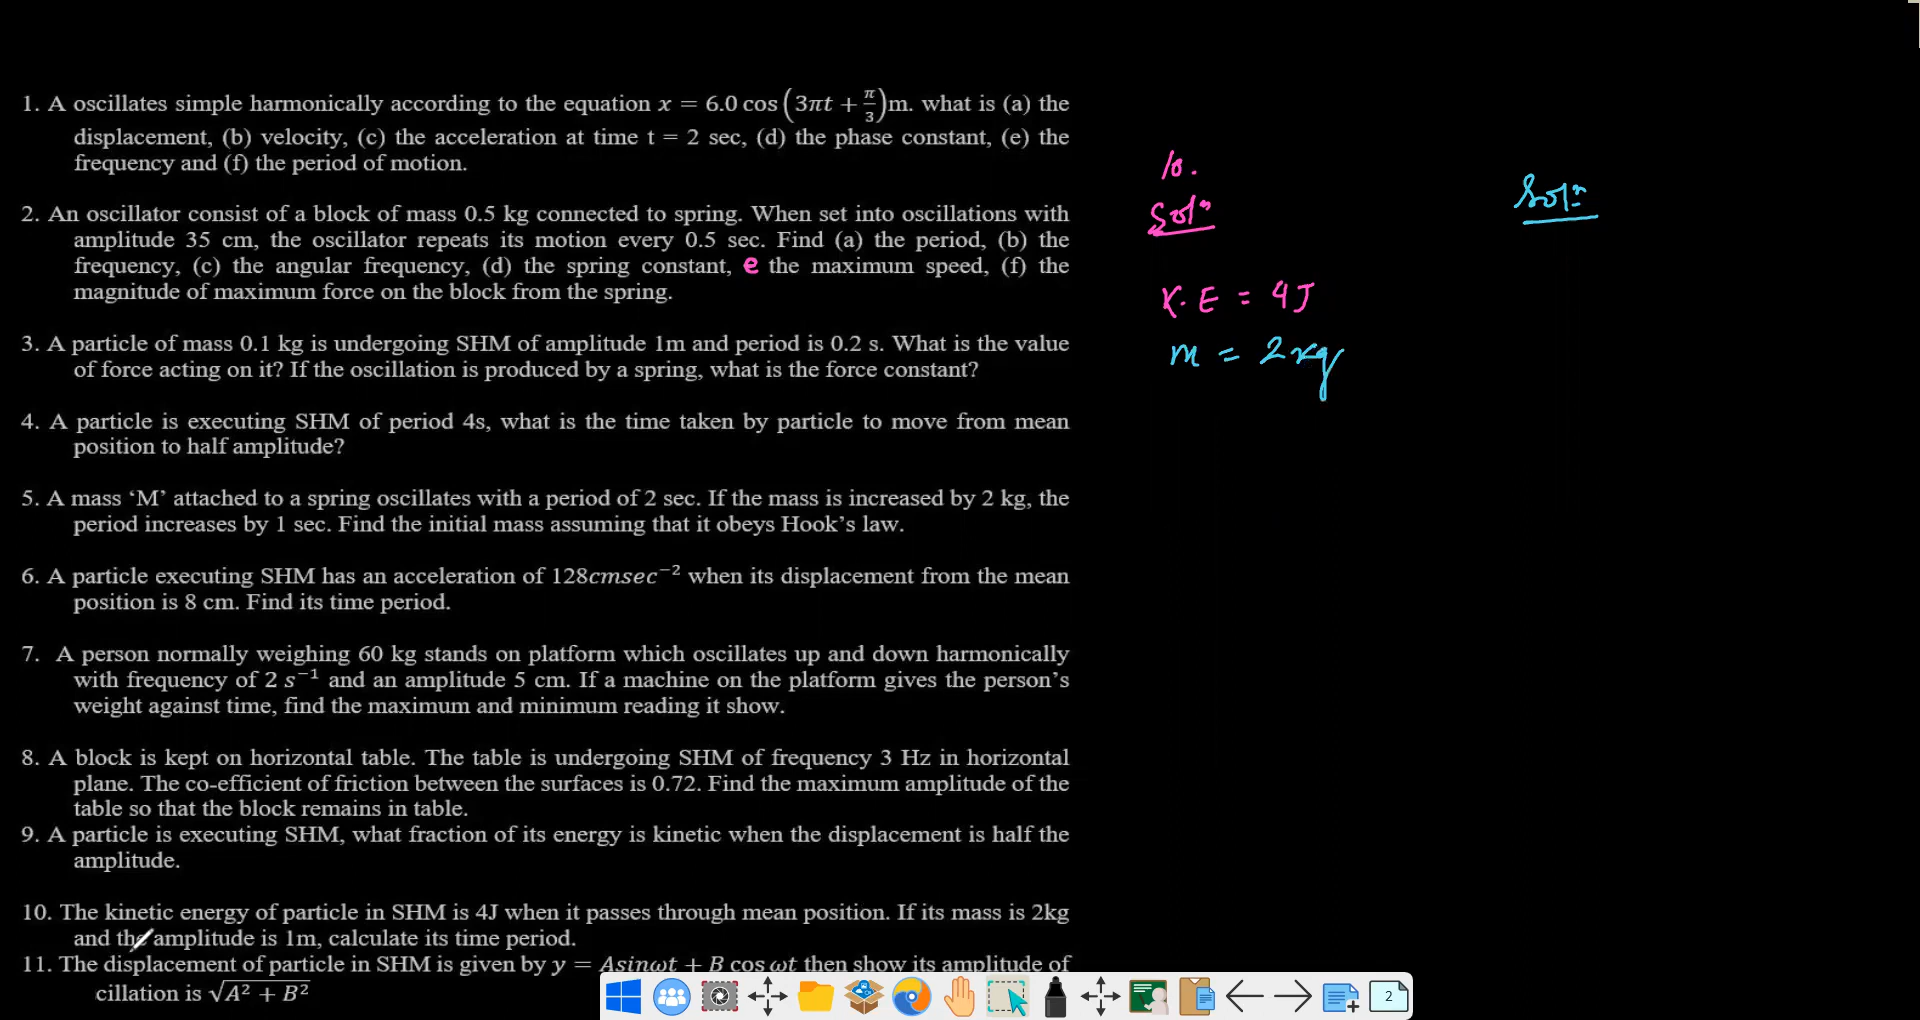 1. A oscillates simple harmonically according to the equation x = 6.0 cos (3πt + π/3)m. what is (a) the
displacement, (b) velocity, (c) the acceleration at time t = 2 sec, (d) the phase constant, (e) the
frequency and (f) the period of motion.
2. An oscillator consist of a block of mass 0.5 kg connected to spring. When set into oscillations with
amplitude 35 cm, the oscillator repeats its motion every 0.5 sec. Find (a) the period, (b) the
frequency, (c) the angular frequency, (d) the spring constant, e the maximum speed, (f) the
magnitude of maximum force on the block from the spring.
3. A particle of mass 0.1 kg is undergoing SHM of amplitude 1m and period is 0.2 s. What is the value
of force acting on it? If the oscillation is produced by a spring, what is the force constant?
4. A particle is executing SHM of period 4s, what is the time taken by particle to move from mean
position to half amplitude?
5. A mass ‘M’ attached to a spring oscillates with a period of 2 sec. If the mass is increased by 2 kg, the
period increases by 1 sec. Find the initial mass assuming that it obeys Hook’s law.
6. A particle executing SHM has an acceleration of 128cmsec⁻² when its displacement from the mean
position is 8 cm. Find its time period.
7. A person normally weighing 60 kg stands on platform which oscillates up and down harmonically
with frequency of 2 s⁻¹ and an amplitude 5 cm. If a machine on the platform gives the person’s
weight against time, find the maximum and minimum reading it show.
8. A block is kept on horizontal table. The table is undergoing SHM of frequency 3 Hz in horizontal
plane. The co-efficient of friction between the surfaces is 0.72. Find the maximum amplitude of the
table so that the block remains in table.
9. A particle is executing SHM, what fraction of its energy is kinetic when the displacement is half the
amplitude.
10. The kinetic energy of particle in SHM is 4J when it passes through mean position. If its mass is 2kg
and the amplitude is 1m, calculate its time period.
11. The displacement of particle in SHM is given by y = Asinωt + B cos ωt then show its amplitude of
cillation is √A² + B²
10.
Solⁿ
K.E = 4J
m = 2kg
Solⁿ
2